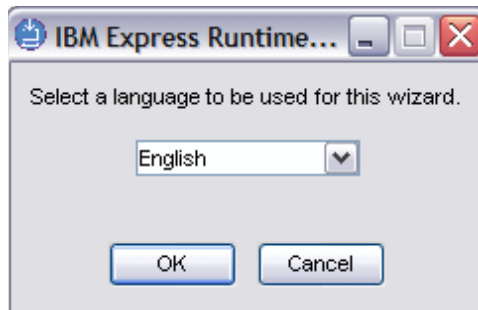 IBM Express Runtime...
Select a language to be used for this wizard.
English
OK
Cancel